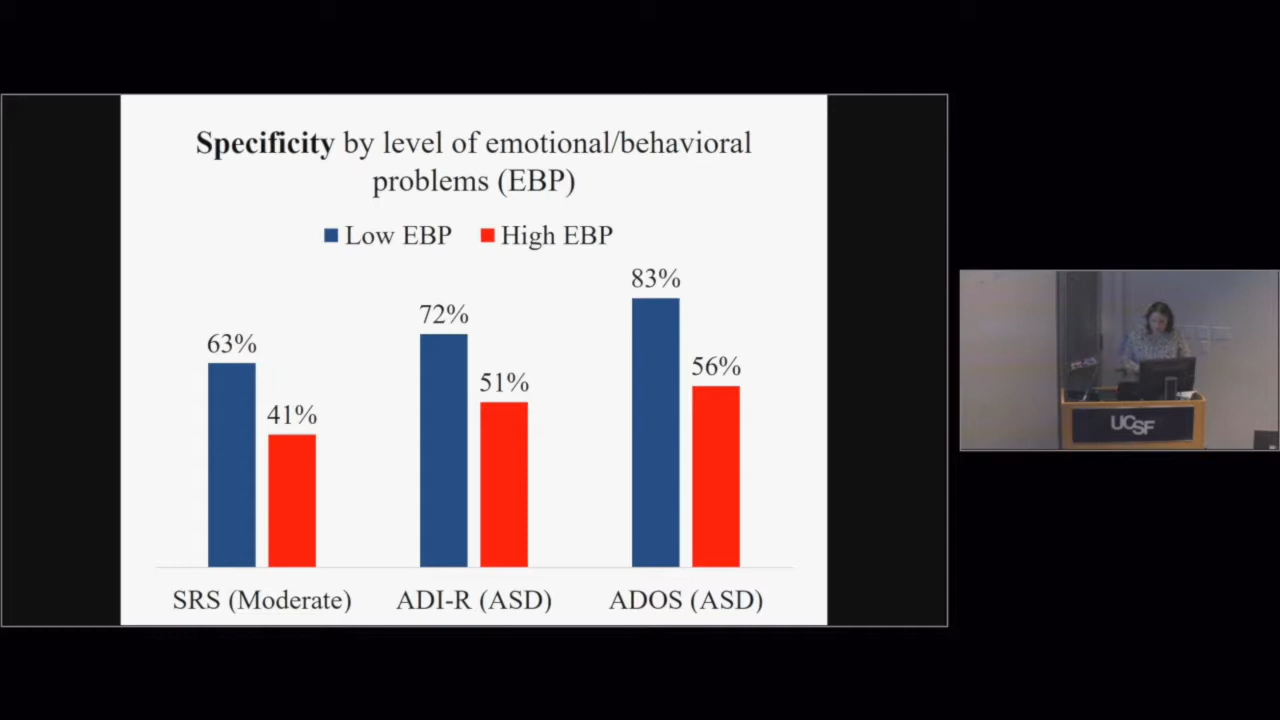 Specificity by level of emotional/behavioral
problems (EBP)
Low EBP High EBP
63%
41%
72%
51%
83%
56%
SRS (Moderate) ADI-R (ASD) ADOS (ASD)
UCSF